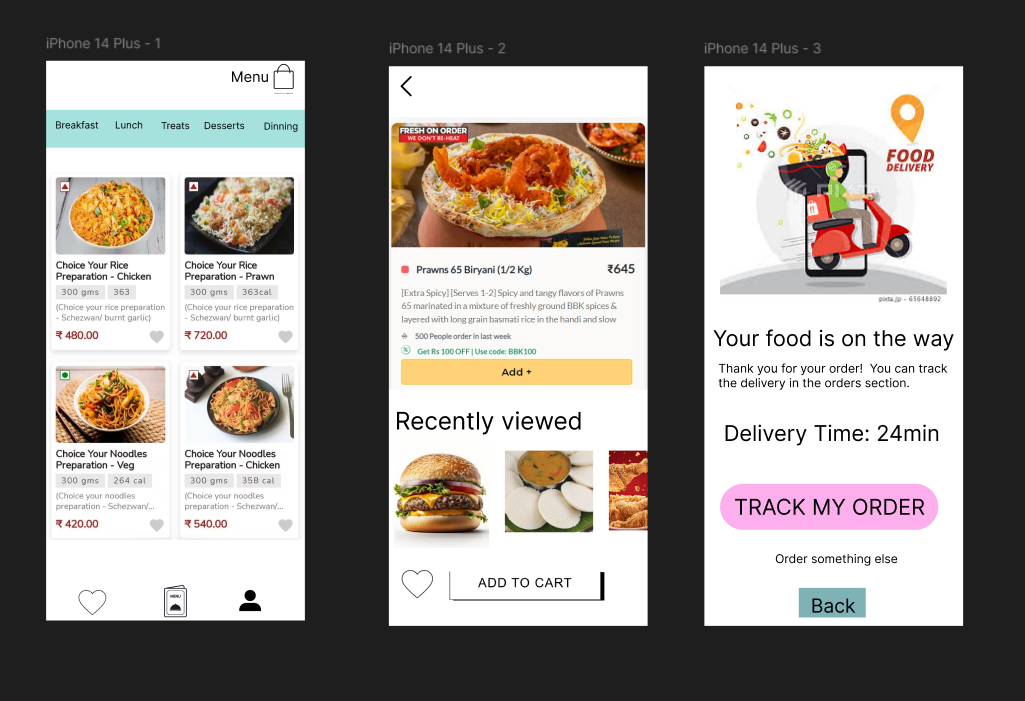 iPhone 14 Plus - 1
Menu
Breakfast Lunch Treats Desserts Dinning
Choice Your Rice
Preparation - Chicken
300 gms 363
(Choice your rice preparation
- Schezwan/ burnt garlic)
₹ 480.00
Choice Your Rice
Preparation - Prawn
300 gms 363cal
(Choice your rice preparation
- Schezwan/ burnt garlic)
₹ 720.00
Choice Your Noodles
Preparation - Veg
300 gms 264 cal
(Choice your noodles
preparation - Schezwan/...
₹ 420.00
Choice Your Noodles
Preparation - Chicken
300 gms 358 cal
(Choice your noodles
preparation - Schezwan/...
₹ 540.00
MENU
iPhone 14 Plus - 2
FRESH ON ORDER
WE DON'T RE-HEAT
Prawns 65 Biryani (1/2 Kg) ₹645
[Extra Spicy] [Serves 1-2] Spicy and tangy flavors of Prawns
65 marinated in a mixture of freshly ground BBK spices &
layered with long grain basmati rice in the handi and slow
500 People order in last week
Get Rs 100 OFF | Use code: BBK100
Add +
Recently viewed
ADD TO CART
iPhone 14 Plus - 3
FOOD
DELIVERY
pixta.jp - 65648892
Your food is on the way
Thank you for your order! You can track
the delivery in the orders section.
Delivery Time: 24min
TRACK MY ORDER
Order something else
Back